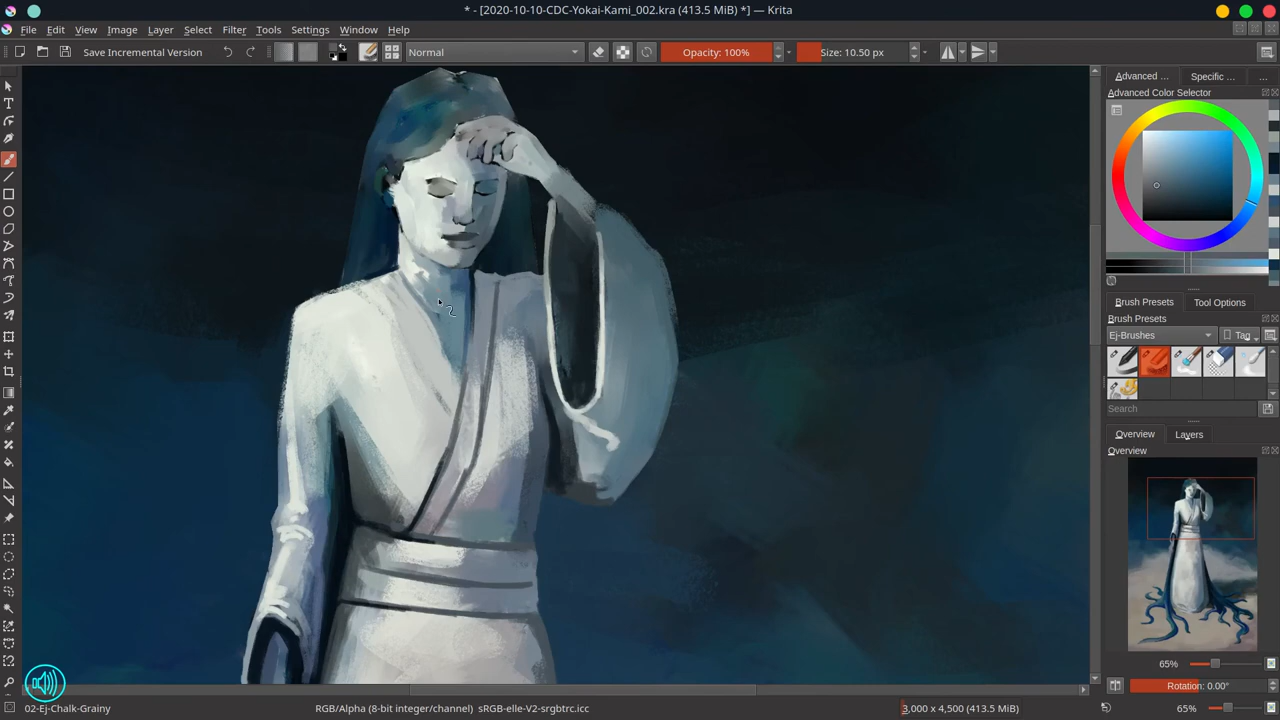 * - [2020-10-10-CDC-Yokai-Kami_002.kra (413.5 MiB) *] — Krita
File Edit View Image Layer Select Filter Tools Settings Window Help
Save Incremental Version Normal Opacity: 100% Size: 10.50 px
Advanced ... Specific ... ...
Advanced Color Selector
Brush Presets Tool Options
Brush Presets
Ej-Brushes Tag
Search
Overview Layers
Overview
65%
Rotation: 0.00°
02-Ej-Chalk-Grainy RGB/Alpha (8-bit integer/channel) sRGB-elle-V2-srgbtrc.icc 3,000 x 4,500 (413.5 MiB) 65%